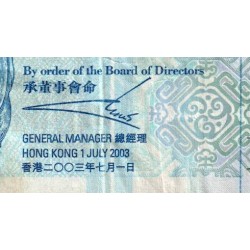 By order of the Board of Directors
承董事會命
GENERAL MANAGER 總經理
HONG KONG 1 JULY 2003
香港二〇〇三年七月一日